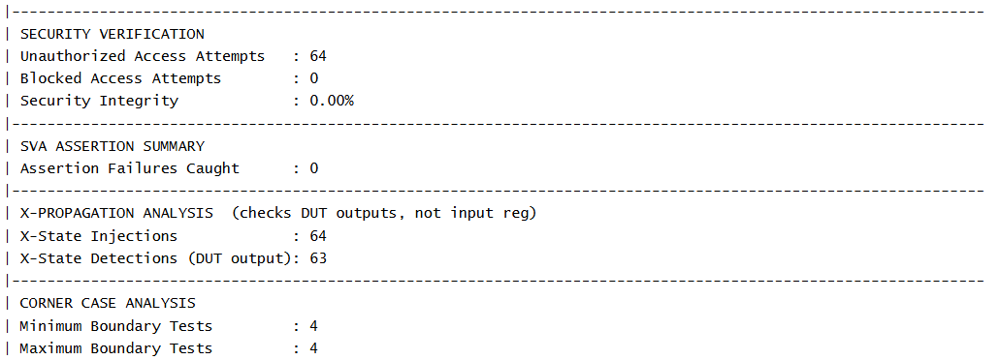 |--------------------------------------------------------------------------------------------------------------
| SECURITY VERIFICATION
| Unauthorized Access Attempts   : 64
| Blocked Access Attempts        : 0
| Security Integrity             : 0.00%
|--------------------------------------------------------------------------------------------------------------
| SVA ASSERTION SUMMARY
| Assertion Failures Caught      : 0
|--------------------------------------------------------------------------------------------------------------
| X-PROPAGATION ANALYSIS  (checks DUT outputs, not input reg)
| X-State Injections             : 64
| X-State Detections (DUT output): 63
|--------------------------------------------------------------------------------------------------------------
| CORNER CASE ANALYSIS
| Minimum Boundary Tests         : 4
| Maximum Boundary Tests         : 4